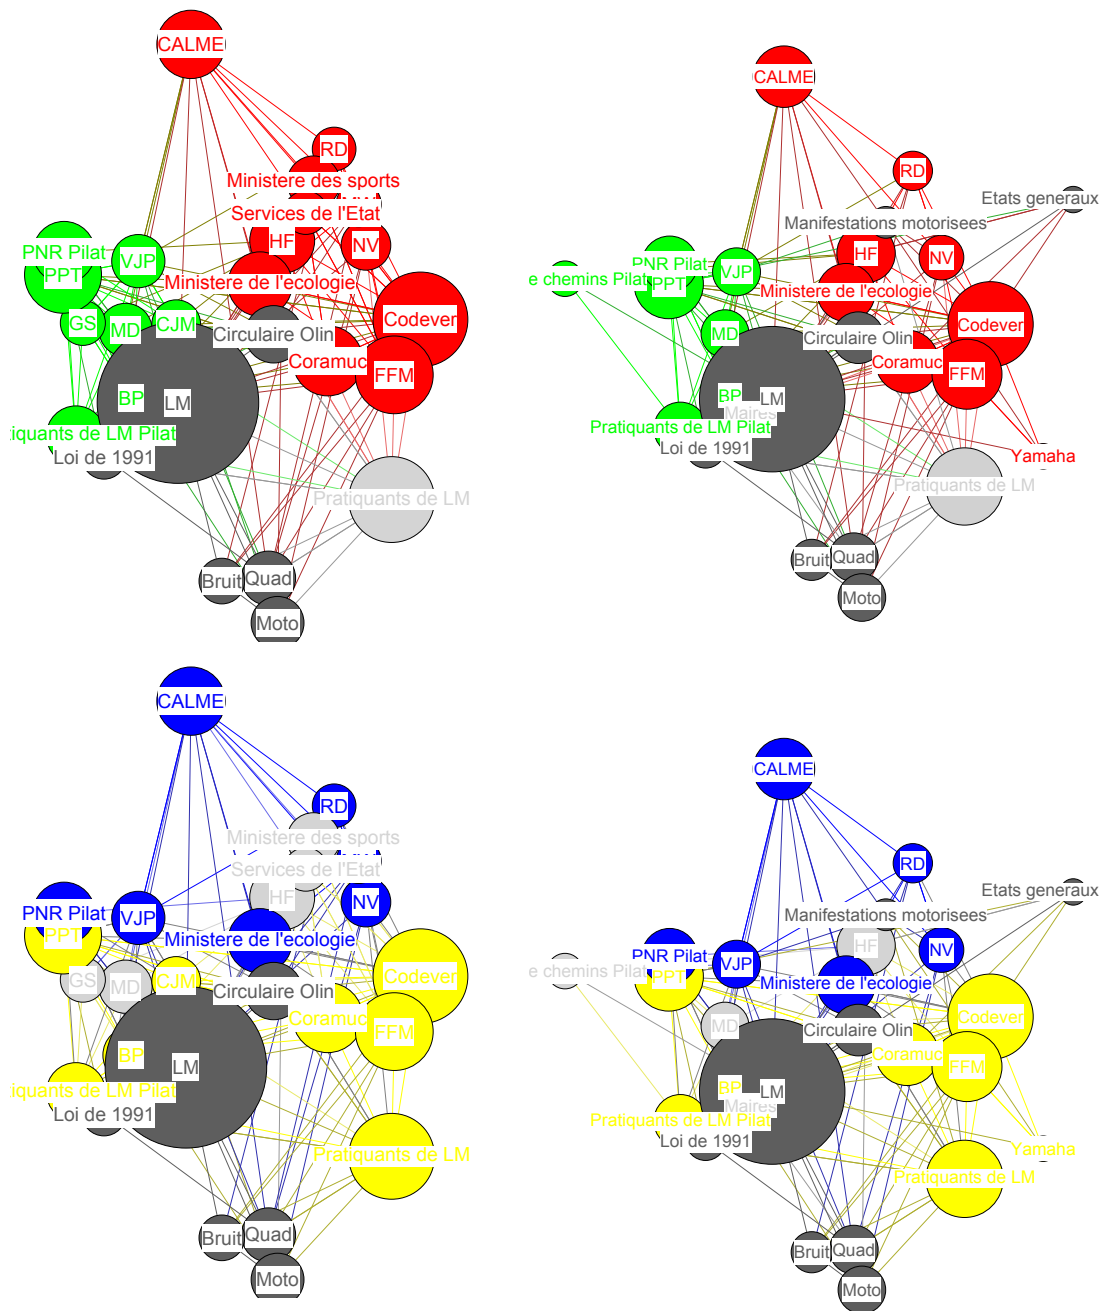 CALME
RD
Ministere des sports
Services de l'Etat
HF
NV
PNR Pilat
VJP
PPT
Ministere de l'ecologie
GS
MD
CJM
Circulaire Olin
Codever
Coramuc
FFM
BP
LM
tiquants de LM Pilat
Loi de 1991
Pratiquants de LM
Bruit
Quad
Moto
CALME
RD
Etats generaux
Manifestations motorisees
HF
NV
PNR Pilat
VJP
e chemins Pilat
PPT
Ministere de l'ecologie
MD
Circulaire Olin
Codever
Coramuc
FFM
BP
LM
Maires
Pratiquants de LM Pilat
Loi de 1991
Yamaha
Pratiquants de LM
Bruit
Quad
Moto
CALME
RD
Ministere des sports
Services de l'Etat
HF
NV
PNR Pilat
VJP
PPT
Ministere de l'ecologie
GS
MD
CJM
Circulaire Olin
Codever
Coramuc
FFM
BP
LM
tiquants de LM Pilat
Loi de 1991
Pratiquants de LM
Bruit
Quad
Moto
CALME
RD
Etats generaux
Manifestations motorisees
HF
NV
PNR Pilat
VJP
e chemins Pilat
PPT
Ministere de l'ecologie
MD
Circulaire Olin
Codever
Coramuc
FFM
BP
LM
Maires
Pratiquants de LM Pilat
Loi de 1991
Yamaha
Pratiquants de LM
Bruit
Quad
Moto